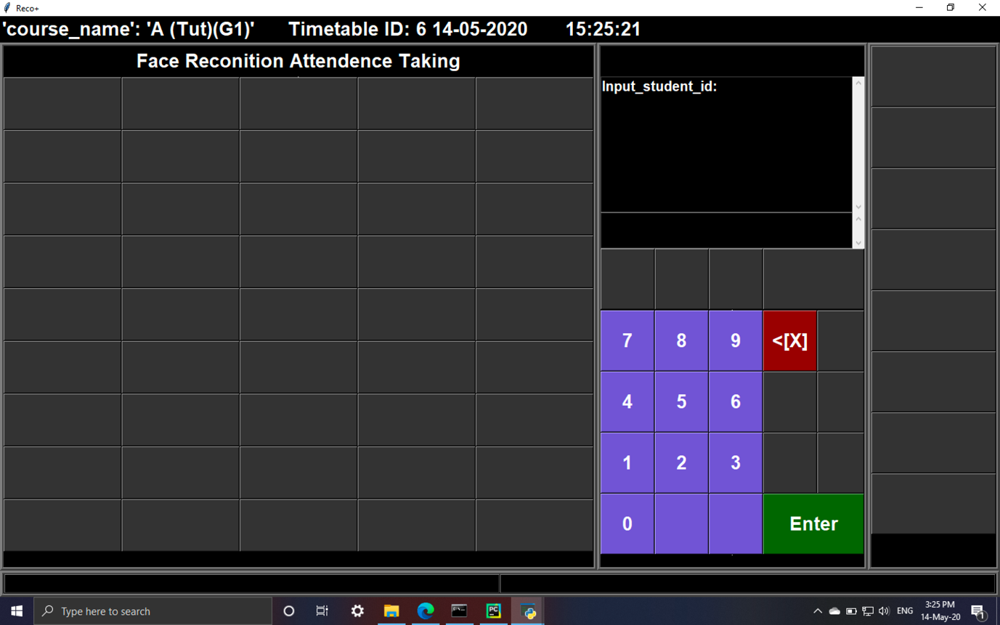 Reco+
'course_name': 'A (Tut)(G1)' Timetable ID: 6 14-05-2020 15:25:21
Face Reconition Attendence Taking
Input_student_id:
7 8 9 <[X]
4 5 6
1 2 3
0 Enter
Type here to search
PC
ENG
3:25 PM
14-May-20
1